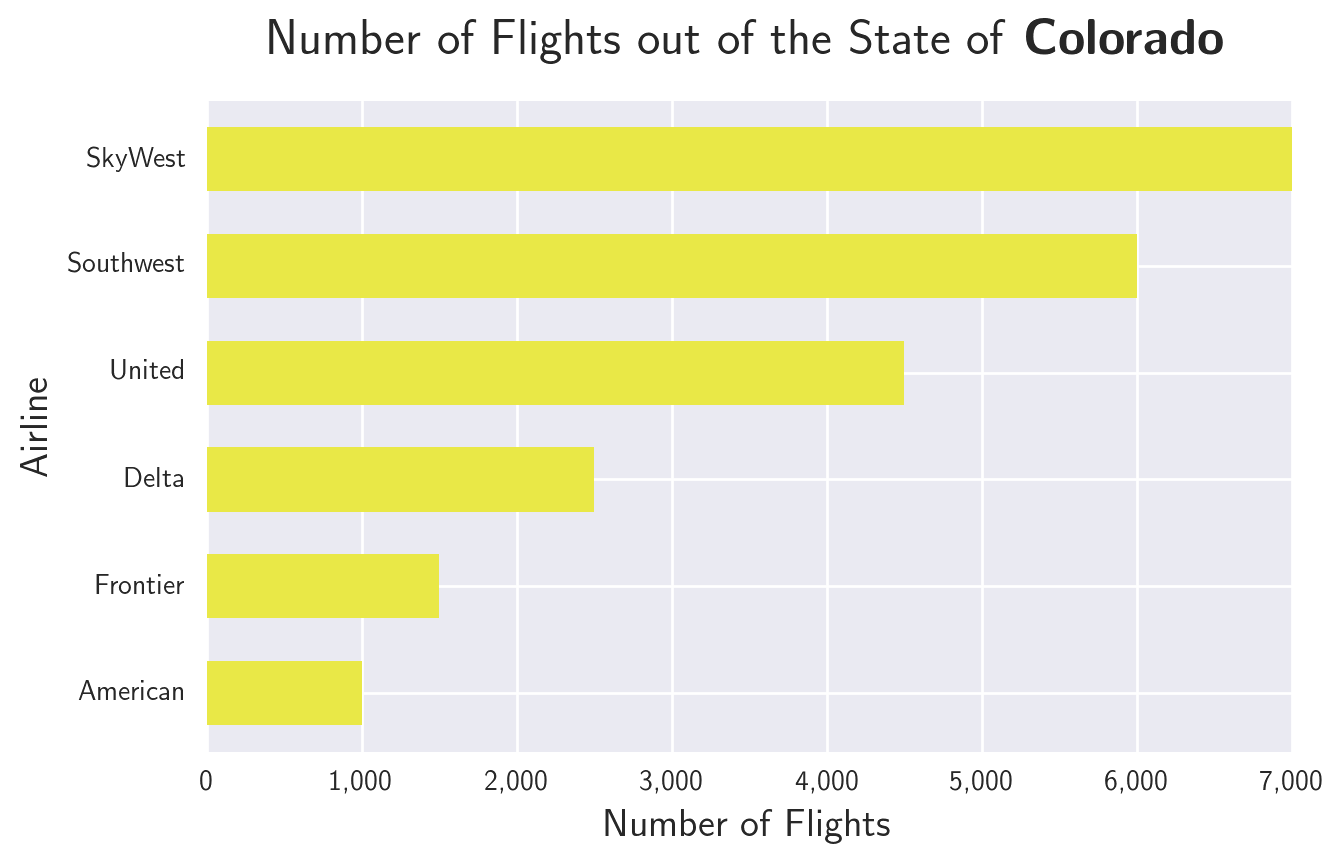 Number of Flights out of the State of Colorado
SkyWest
Southwest
United
Delta
Frontier
American
Airline
0 1,000 2,000 3,000 4,000 5,000 6,000 7,000
Number of Flights